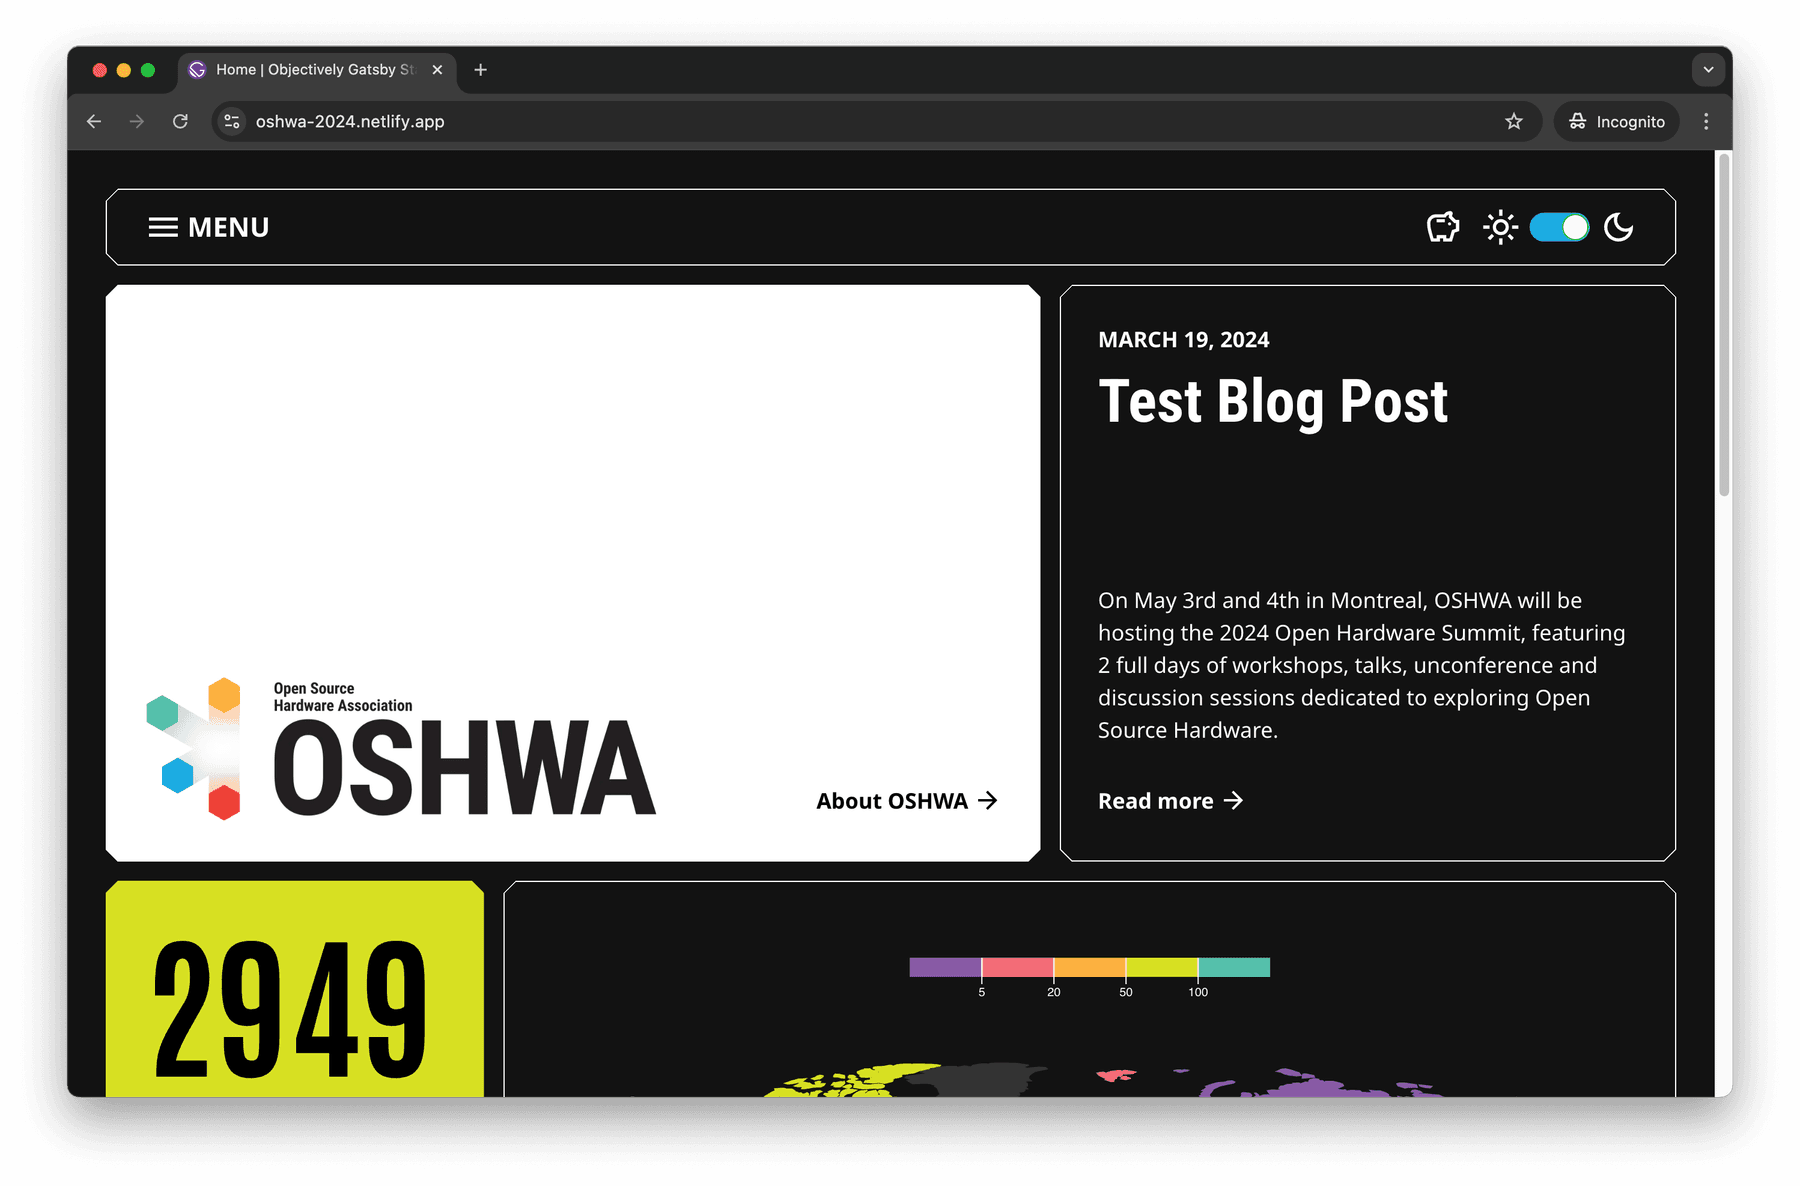 Home | Objectively Gatsby St
oshwa-2024.netlify.app
Incognito
MENU
MARCH 19, 2024
Test Blog Post
On May 3rd and 4th in Montreal, OSHWA will be
hosting the 2024 Open Hardware Summit, featuring
2 full days of workshops, talks, unconference and
discussion sessions dedicated to exploring Open
Source Hardware.
Read more
Open Source
Hardware Association
OSHWA
About OSHWA
2949
5 20 50 100